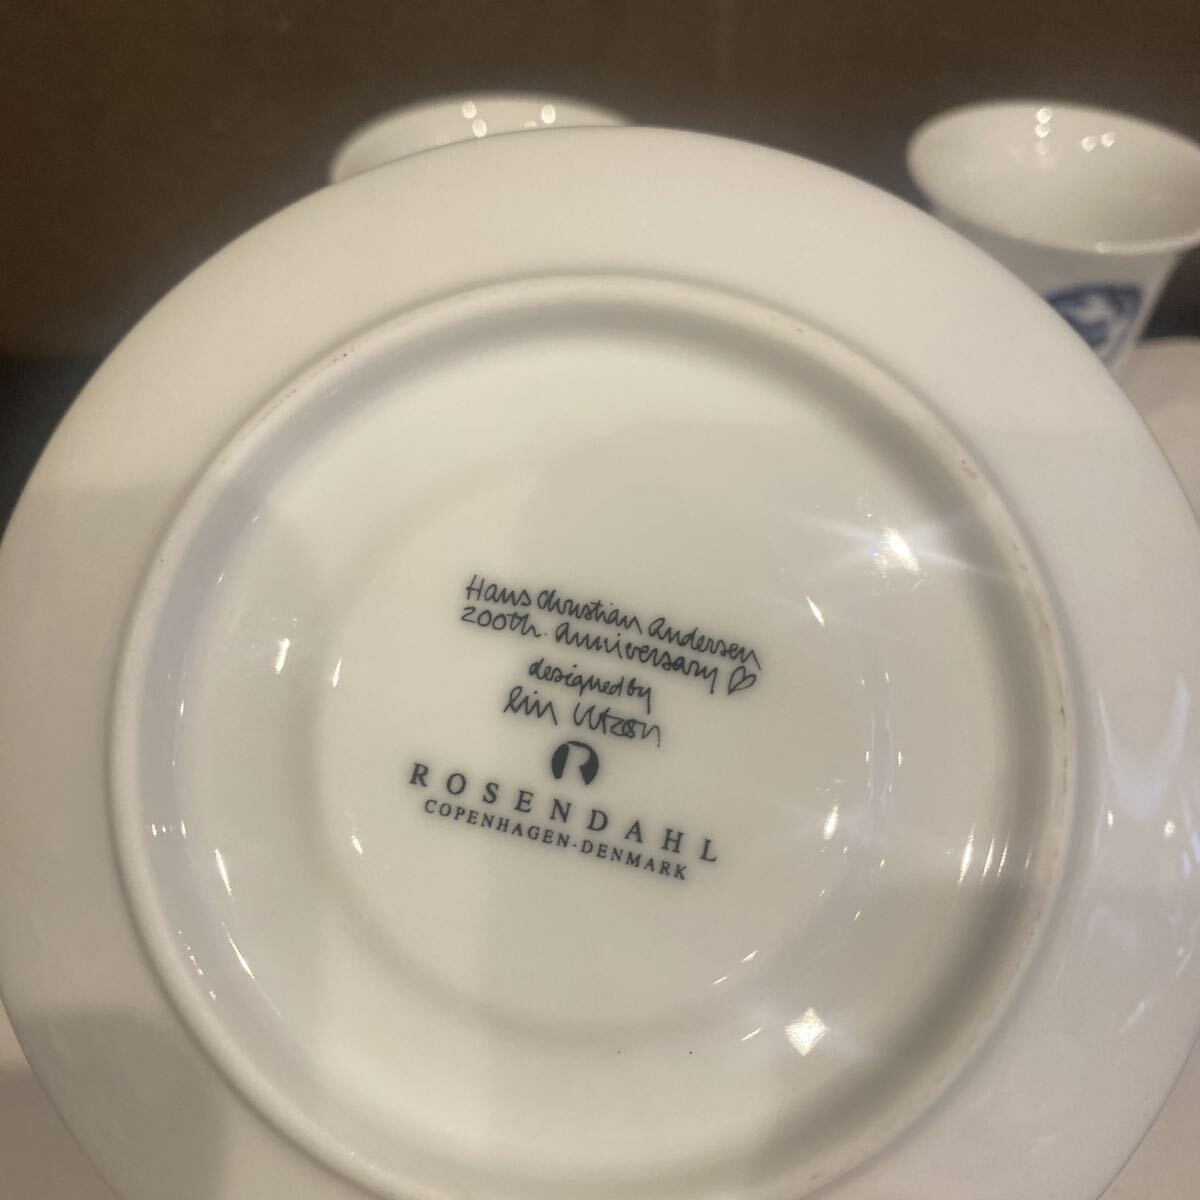 Hans Christian Andersen
200th. anniversary ♡
designed by
Lin Utzon
ROSENDAHL
COPENHAGEN-DENMARK